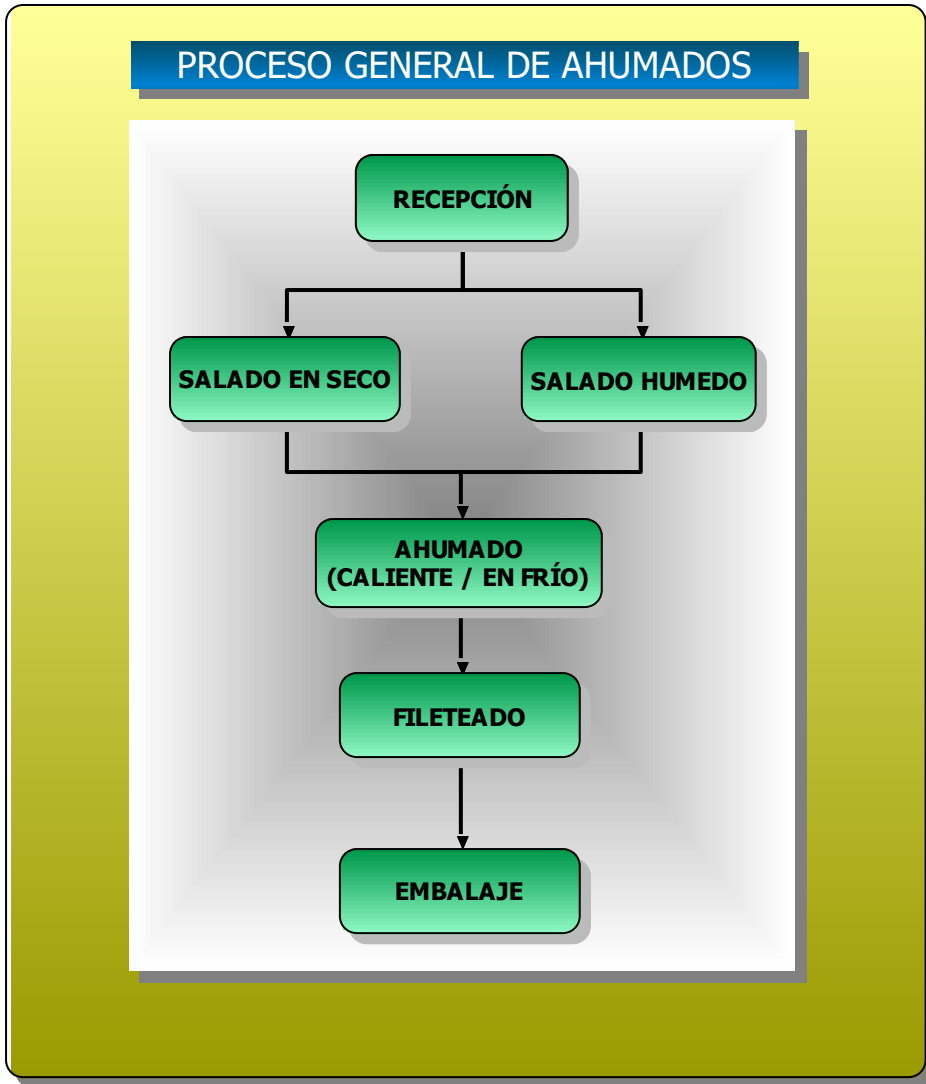 PROCESO GENERAL DE AHUMADOS
RECEPCIÓN
SALADO EN SECO
SALADO HUMEDO
AHUMADO
(CALIENTE / EN FRÍO)
FILETEADO
EMBALAJE